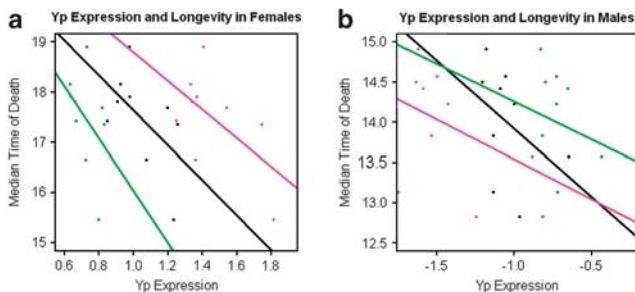 a
Yp Expression and Longevity in Females
Median Time of Death
19
18
17
16
15
0.6 0.8 1.0 1.2 1.4 1.6 1.8
Yp Expression
b
Yp Expression and Longevity in Males
Median Time of Death
15.0
14.5
14.0
13.5
13.0
12.5
-1.5 -1.0 -0.5
Yp Expression